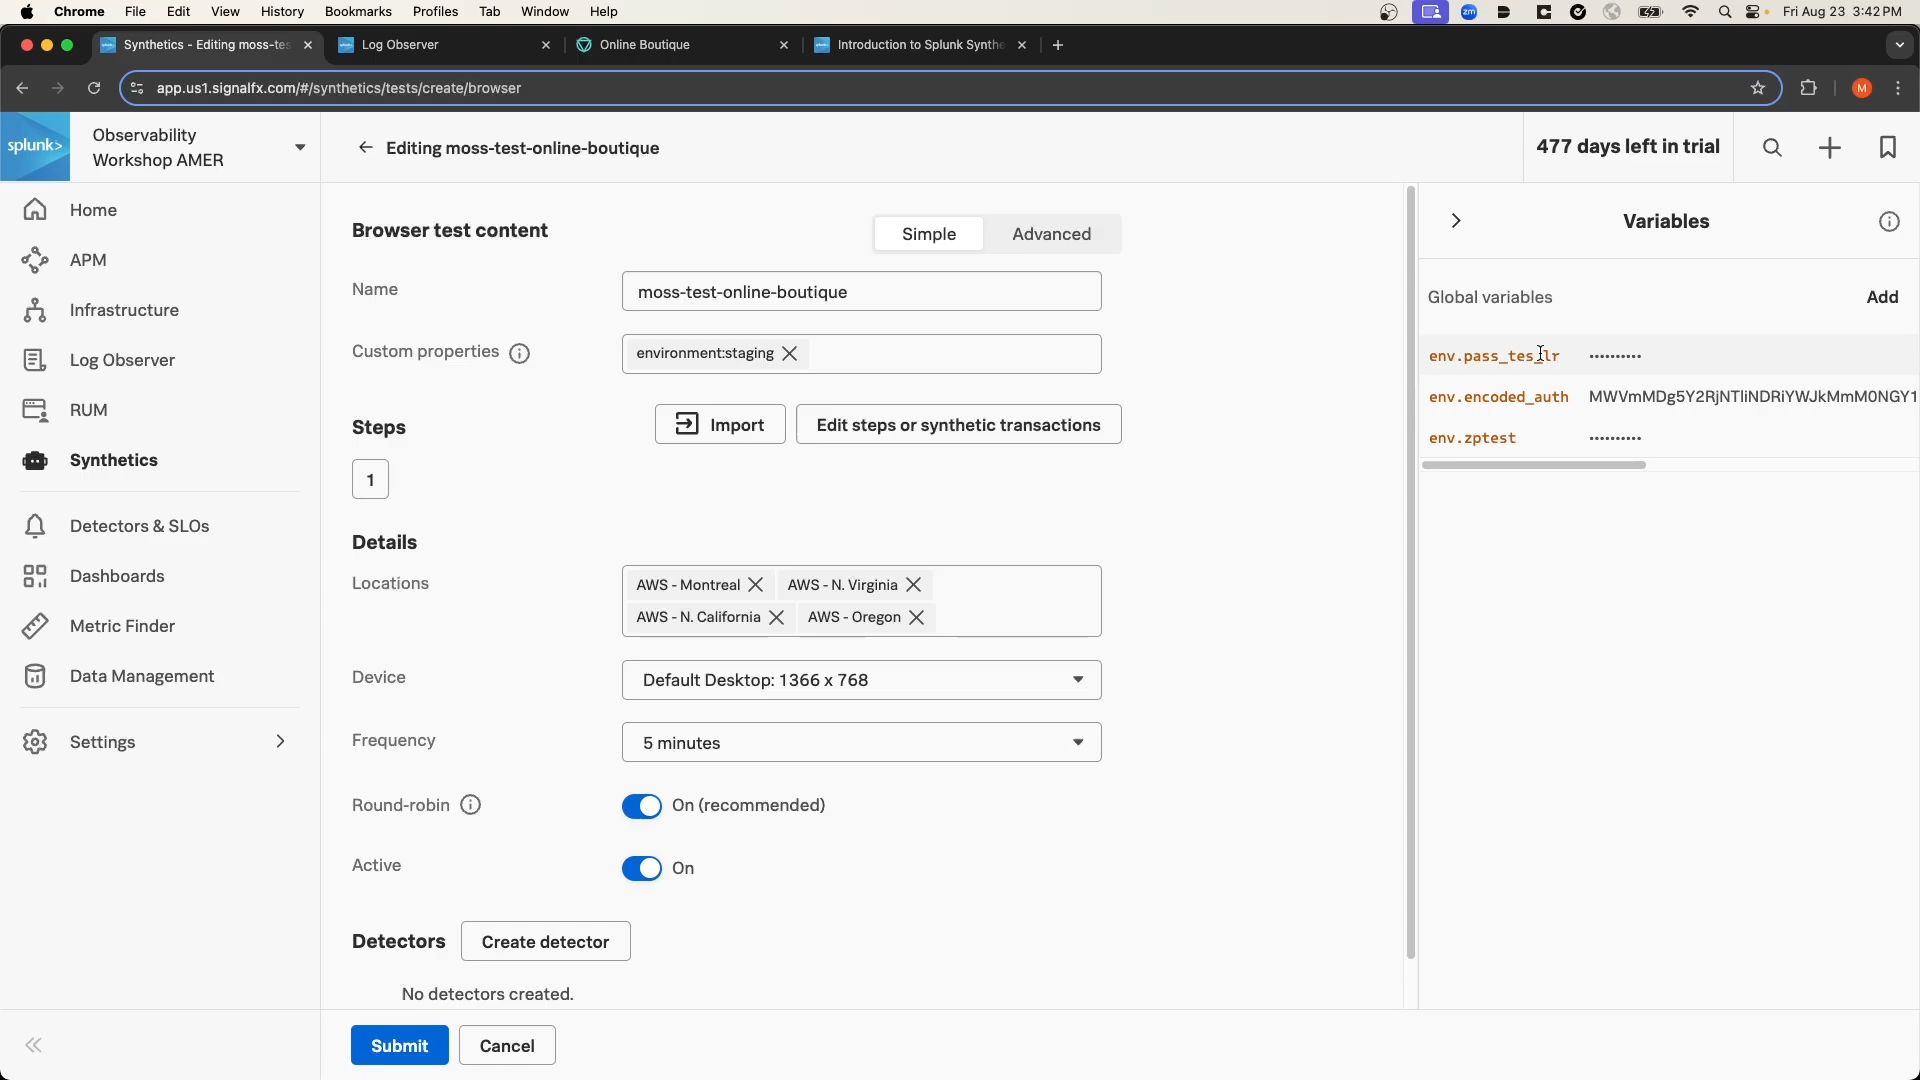 Chrome File Edit View History Bookmarks Profiles Tab Window Help
zm
Fri Aug 23 3:42 PM
Synthetics - Editing moss-tes
Log Observer
Online Boutique
Introduction to Splunk Synthe
app.us1.signalfx.com/#/synthetics/tests/create/browser
M
splunk>
Observability
Workshop AMER
Editing moss-test-online-boutique
477 days left in trial
Home
APM
Infrastructure
Log Observer
RUM
Synthetics
Detectors & SLOs
Dashboards
Metric Finder
Data Management
Settings
Browser test content
Simple
Advanced
Name
moss-test-online-boutique
Custom properties
environment:staging
Steps
Import
Edit steps or synthetic transactions
1
Details
Locations
AWS - Montreal
AWS - N. Virginia
AWS - N. California
AWS - Oregon
Device
Default Desktop: 1366 x 768
Frequency
5 minutes
Round-robin
On (recommended)
Active
On
Detectors
Create detector
No detectors created.
Submit
Cancel
Variables
Global variables
Add
••••••••••
env.encoded_auth
env.zptest ••••••••••